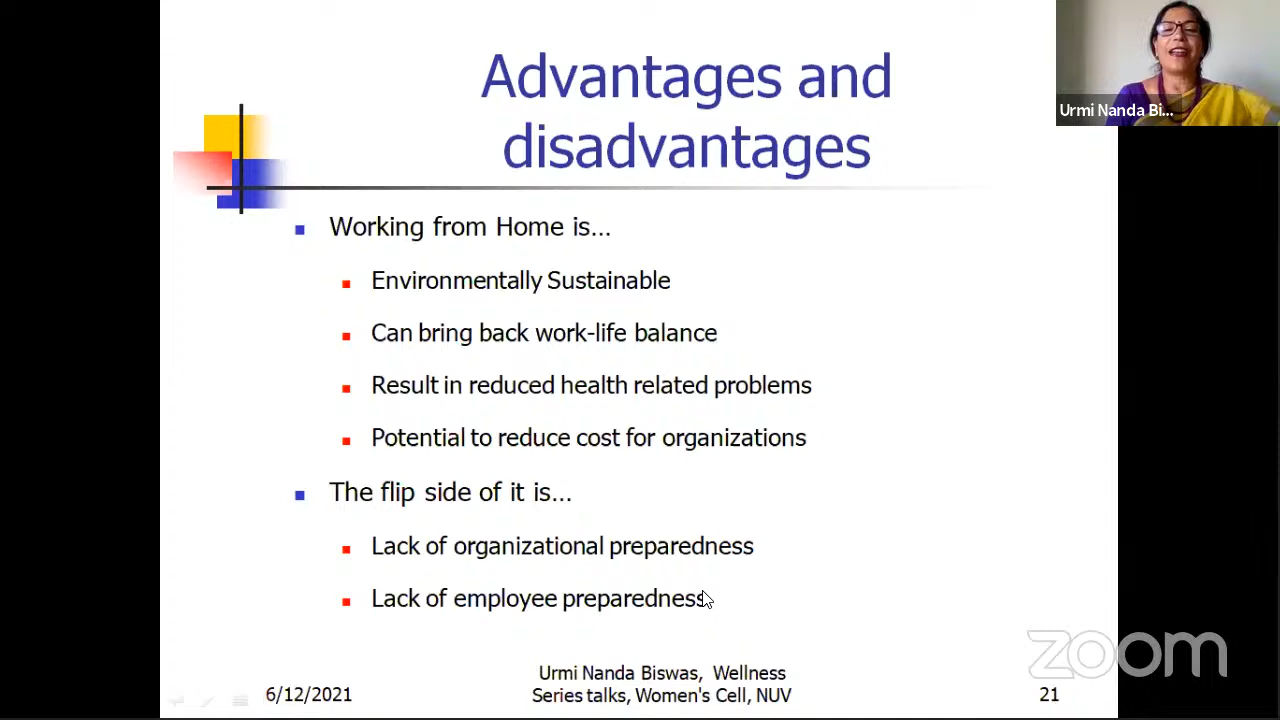 Advantages and
disadvantages
Urmi Nanda Bi...
Working from Home is…
Environmentally Sustainable
Can bring back work-life balance
Result in reduced health related problems
Potential to reduce cost for organizations
The flip side of it is…
Lack of organizational preparedness
Lack of employee preparedness
zoom
6/12/2021
Urmi Nanda Biswas, Wellness
Series talks, Women's Cell, NUV
21